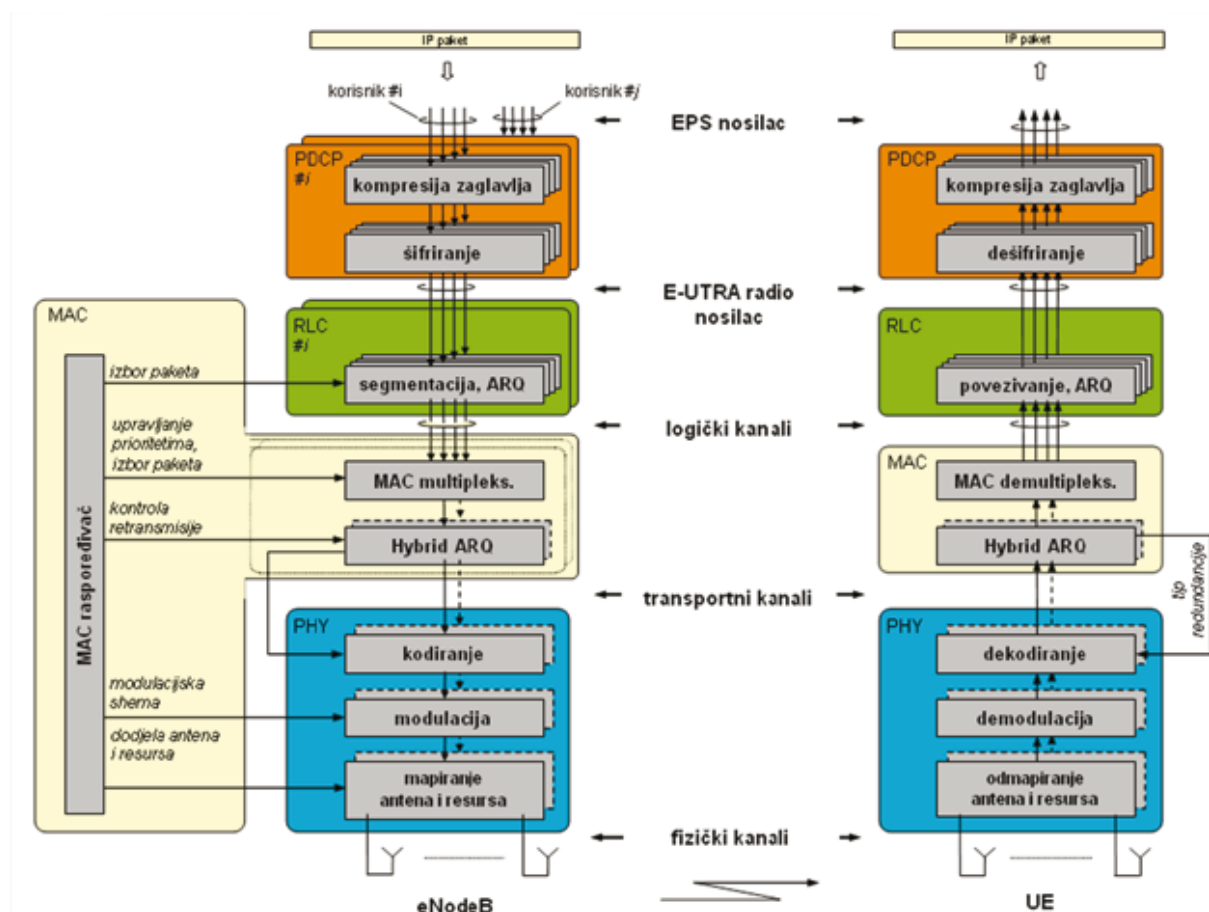 IP paket
IP paket
korisnik #i
korisnik #j
EPS nosilac
PDCP
#i
kompresija zaglavlja
šifriranje
PDCP
kompresija zaglavlja
dešifriranje
E-UTRA radio
nosilac
MAC
RLC
#i
segmentacija, ARQ
RLC
povezivanje, ARQ
izbor paketa
logički kanali
upravljanje
prioritetima,
izbor paketa
MAC multipleks.
MAC
MAC demultipleks.
kontrola
retransmisije
Hybrid ARQ
Hybrid ARQ
tip
redundancije
MAC raspoređivač
transportni kanali
PHY
kodiranje
PHY
dekodiranje
modulacijska
shema
modulacija
demodulacija
dodjela antena
i resursa
mapiranje
antena i resursa
odmapiranje
antena i resursa
fizički kanali
eNodeB
UE